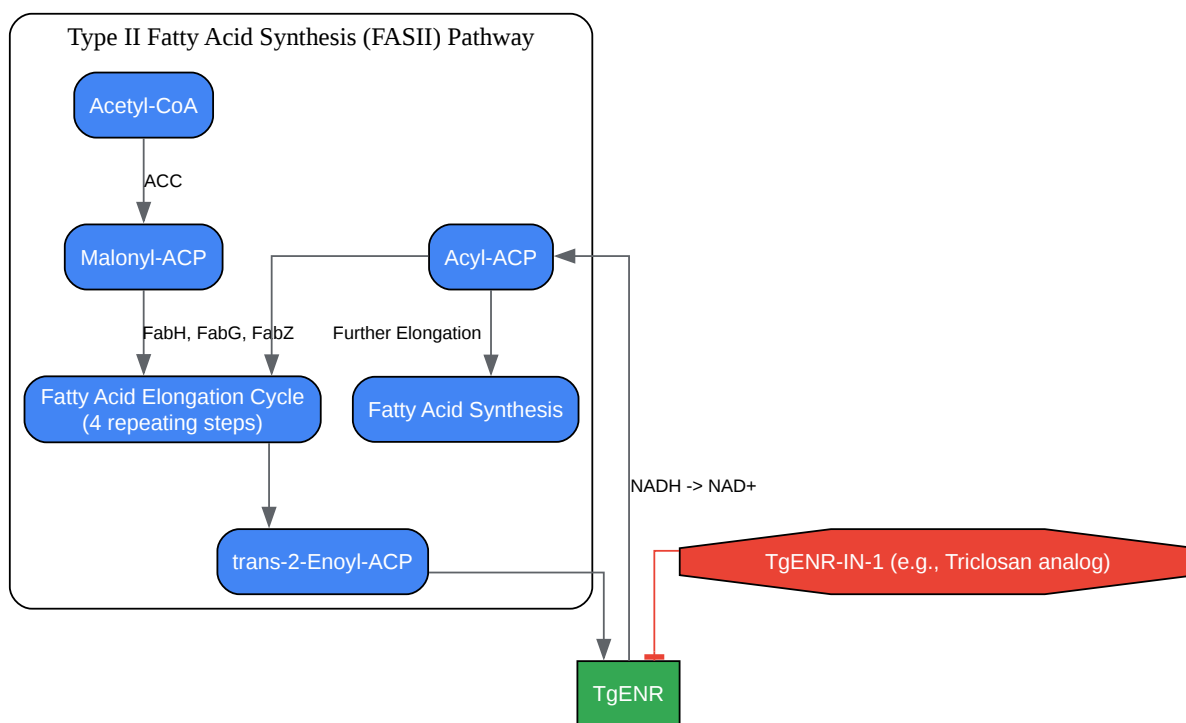 Type II Fatty Acid Synthesis (FASII) Pathway
Acetyl-CoA
ACC
Malonyl-ACP
Acyl-ACP
FabH, FabG, FabZ
Further Elongation
Fatty Acid Elongation Cycle
(4 repeating steps)
Fatty Acid Synthesis
NADH -> NAD+
trans-2-Enoyl-ACP
TgENR-IN-1 (e.g., Triclosan analog)
TgENR